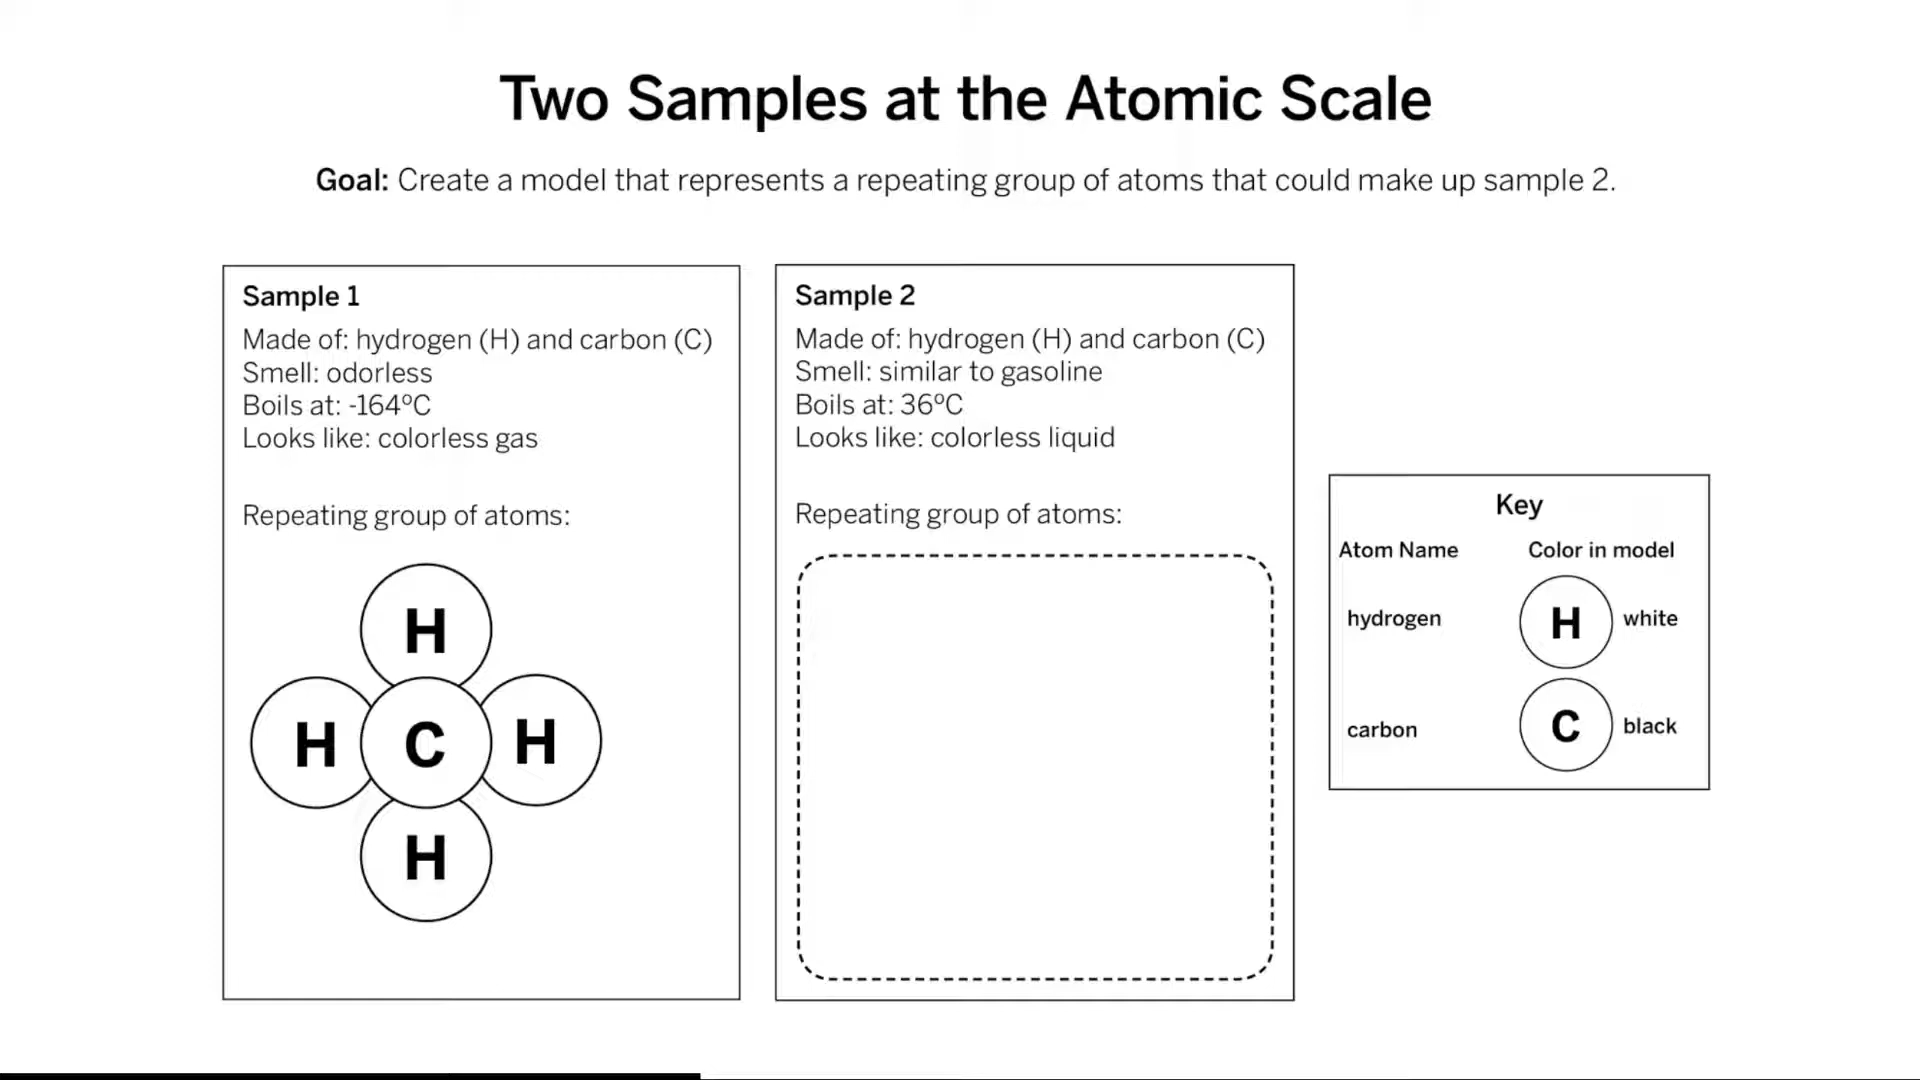 Two Samples at the Atomic Scale
Goal: Create a model that represents a repeating group of atoms that could make up sample 2.
Sample 1
Made of: hydrogen (H) and carbon (C)
Smell: odorless
Boils at: -164ºC
Looks like: colorless gas
Repeating group of atoms:
H
H C H
H
Sample 2
Made of: hydrogen (H) and carbon (C)
Smell: similar to gasoline
Boils at: 36ºC
Looks like: colorless liquid
Repeating group of atoms:
Key
Atom Name Color in model
hydrogen H white
carbon C black